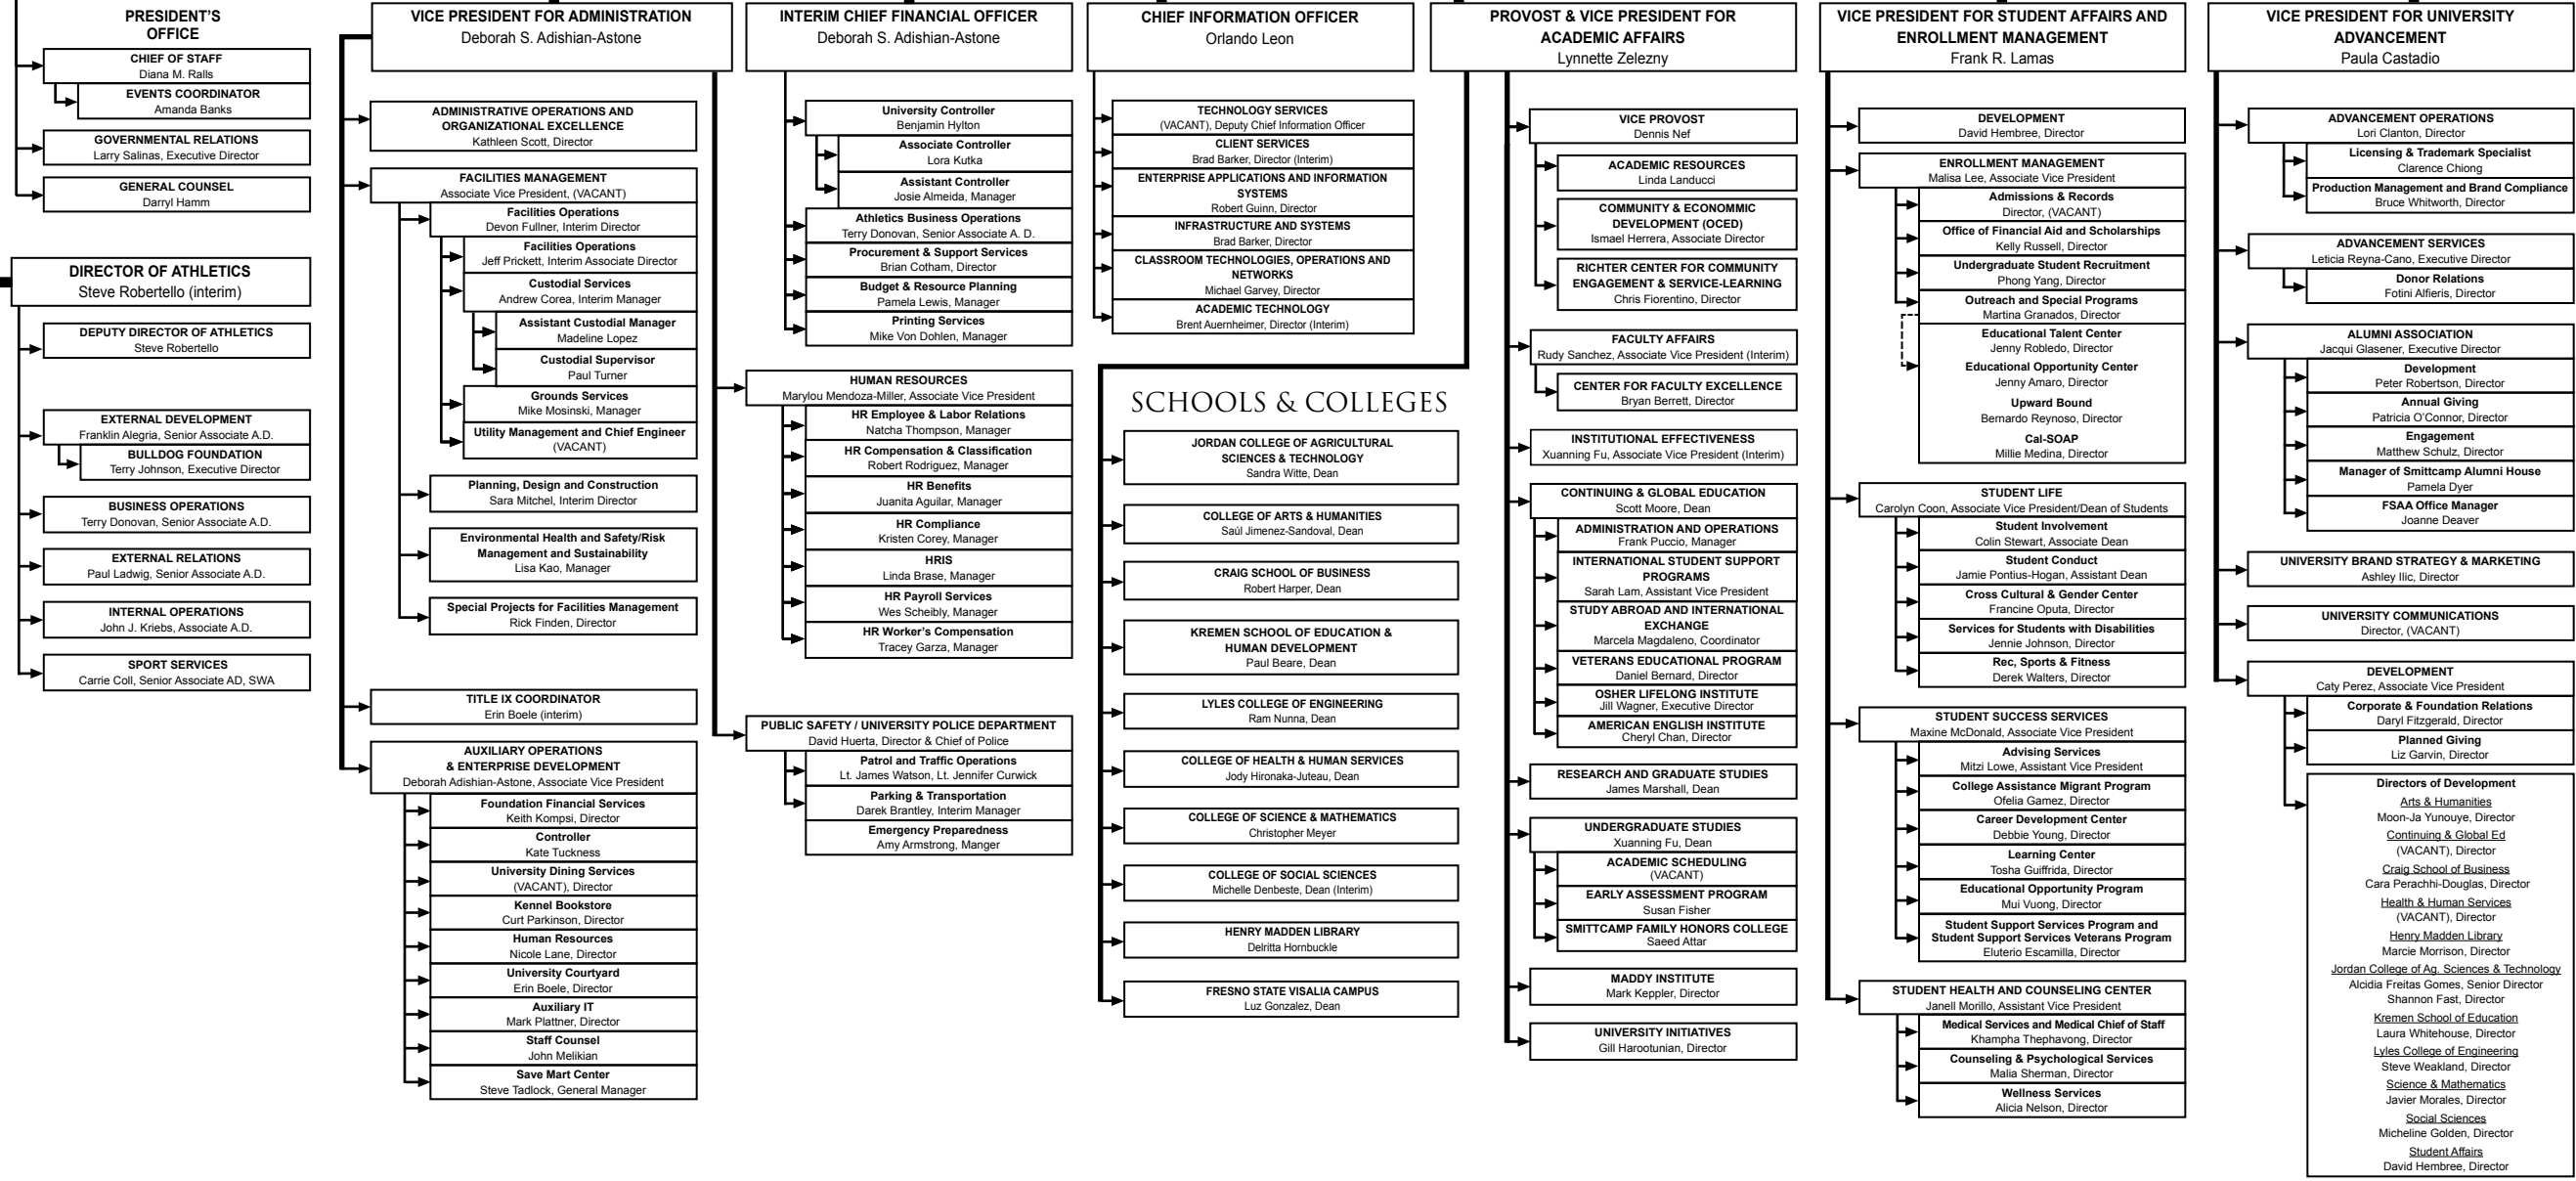 PRESIDENT'S
OFFICE
CHIEF OF STAFF
Diana M. Ralls
EVENTS COORDINATOR
Amanda Banks
GOVERNMENTAL RELATIONS
Larry Salinas, Executive Director
GENERAL COUNSEL
Darryl Hamm
DIRECTOR OF ATHLETICS
Steve Robertello (interim)
DEPUTY DIRECTOR OF ATHLETICS
Steve Robertello
EXTERNAL DEVELOPMENT
Franklin Alegria, Senior Associate A.D.
BULLDOG FOUNDATION
Terry Johnson, Executive Director
BUSINESS OPERATIONS
Terry Donovan, Senior Associate A.D.
EXTERNAL RELATIONS
Paul Ladwig, Senior Associate A.D.
INTERNAL OPERATIONS
John J. Kriebs, Associate A.D.
SPORT SERVICES
Carrie Coll, Senior Associate AD, SWA
VICE PRESIDENT FOR ADMINISTRATION
Deborah S. Adishian-Astone
ADMINISTRATIVE OPERATIONS AND
ORGANIZATIONAL EXCELLENCE
Kathleen Scott, Director
FACILITIES MANAGEMENT
Associate Vice President, (VACANT)
Facilities Operations
Devon Fullner, Interim Director
Facilities Operations
Jeff Prickett, Interim Associate Director
Custodial Services
Andrew Corea, Interim Manager
Assistant Custodial Manager
Madeline Lopez
Custodial Supervisor
Paul Turner
Grounds Services
Mike Mosinski, Manager
Utility Management and Chief Engineer
(VACANT)
Planning, Design and Construction
Sara Mitchel, Interim Director
Environmental Health and Safety/Risk
Management and Sustainability
Lisa Kao, Manager
Special Projects for Facilities Management
Rick Finden, Director
TITLE IX COORDINATOR
Erin Boele (interim)
AUXILIARY OPERATIONS
& ENTERPRISE DEVELOPMENT
Deborah Adishian-Astone, Associate Vice President
Foundation Financial Services
Keith Kompsi, Director
Controller
Kate Tuckness
University Dining Services
(VACANT), Director
Kennel Bookstore
Curt Parkinson, Director
Human Resources
Nicole Lane, Director
University Courtyard
Erin Boele, Director
Auxiliary IT
Mark Plattner, Director
Staff Counsel
John Melikian
Save Mart Center
Steve Tadlock, General Manager
INTERIM CHIEF FINANCIAL OFFICER
Deborah S. Adishian-Astone
University Controller
Benjamin Hylton
Associate Controller
Lora Kutka
Assistant Controller
Josie Almeida, Manager
Athletics Business Operations
Terry Donovan, Senior Associate A. D.
Procurement & Support Services
Brian Cotham, Director
Budget & Resource Planning
Pamela Lewis, Manager
Printing Services
Mike Von Dohlen, Manager
HUMAN RESOURCES
Marylou Mendoza-Miller, Associate Vice President
HR Employee & Labor Relations
Natcha Thompson, Manager
HR Compensation & Classification
Robert Rodriguez, Manager
HR Benefits
Juanita Aguilar, Manager
HR Compliance
Kristen Corey, Manager
HRIS
Linda Brase, Manager
HR Payroll Services
Wes Scheibly, Manager
HR Worker's Compensation
Tracey Garza, Manager
PUBLIC SAFETY / UNIVERSITY POLICE DEPARTMENT
David Huerta, Director & Chief of Police
Patrol and Traffic Operations
Lt. James Watson, Lt. Jennifer Curwick
Parking & Transportation
Darek Brantley, Interim Manager
Emergency Preparedness
Amy Armstrong, Manger
CHIEF INFORMATION OFFICER
Orlando Leon
TECHNOLOGY SERVICES
(VACANT), Deputy Chief Information Officer
CLIENT SERVICES
Brad Barker, Director (Interim)
ENTERPRISE APPLICATIONS AND INFORMATION
SYSTEMS
Robert Guinn, Director
INFRASTRUCTURE AND SYSTEMS
Brad Barker, Director
CLASSROOM TECHNOLOGIES, OPERATIONS AND
NETWORKS
Michael Garvey, Director
ACADEMIC TECHNOLOGY
Brent Auernheimer, Director (Interim)
SCHOOLS & COLLEGES
JORDAN COLLEGE OF AGRICULTURAL
SCIENCES & TECHNOLOGY
Sandra Witte, Dean
COLLEGE OF ARTS & HUMANITIES
Saúl Jimenez-Sandoval, Dean
CRAIG SCHOOL OF BUSINESS
Robert Harper, Dean
KREMEN SCHOOL OF EDUCATION &
HUMAN DEVELOPMENT
Paul Beare, Dean
LYLES COLLEGE OF ENGINEERING
Ram Nunna, Dean
COLLEGE OF HEALTH & HUMAN SERVICES
Jody Hironaka-Juteau, Dean
COLLEGE OF SCIENCE & MATHEMATICS
Christopher Meyer
COLLEGE OF SOCIAL SCIENCES
Michelle Denbeste, Dean (Interim)
HENRY MADDEN LIBRARY
Delritta Hornbuckle
FRESNO STATE VISALIA CAMPUS
Luz Gonzalez, Dean
PROVOST & VICE PRESIDENT FOR
ACADEMIC AFFAIRS
Lynnette Zelezny
VICE PROVOST
Dennis Nef
ACADEMIC RESOURCES
Linda Landucci
COMMUNITY & ECONOMMIC
DEVELOPMENT (OCED)
Ismael Herrera, Associate Director
RICHTER CENTER FOR COMMUNITY
ENGAGEMENT & SERVICE-LEARNING
Chris Fiorentino, Director
FACULTY AFFAIRS
Rudy Sanchez, Associate Vice President (Interim)
CENTER FOR FACULTY EXCELLENCE
Bryan Berrett, Director
INSTITUTIONAL EFFECTIVENESS
Xuanning Fu, Associate Vice President (Interim)
CONTINUING & GLOBAL EDUCATION
Scott Moore, Dean
ADMINISTRATION AND OPERATIONS
Frank Puccio, Manager
INTERNATIONAL STUDENT SUPPORT
PROGRAMS
Sarah Lam, Assistant Vice President
STUDY ABROAD AND INTERNATIONAL
EXCHANGE
Marcela Magdaleno, Coordinator
VETERANS EDUCATIONAL PROGRAM
Daniel Bernard, Director
OSHER LIFELONG INSTITUTE
Jill Wagner, Executive Director
AMERICAN ENGLISH INSTITUTE
Cheryl Chan, Director
RESEARCH AND GRADUATE STUDIES
James Marshall, Dean
UNDERGRADUATE STUDIES
Xuanning Fu, Dean
ACADEMIC SCHEDULING
(VACANT)
EARLY ASSESSMENT PROGRAM
Susan Fisher
SMITTCAMP FAMILY HONORS COLLEGE
Saeed Attar
MADDY INSTITUTE
Mark Keppler, Director
UNIVERSITY INITIATIVES
Gill Harootunian, Director
VICE PRESIDENT FOR STUDENT AFFAIRS AND
ENROLLMENT MANAGEMENT
Frank R. Lamas
DEVELOPMENT
David Hembree, Director
ENROLLMENT MANAGEMENT
Malisa Lee, Associate Vice President
Admissions & Records
Director, (VACANT)
Office of Financial Aid and Scholarships
Kelly Russell, Director
Undergraduate Student Recruitment
Phong Yang, Director
Outreach and Special Programs
Martina Granados, Director
Educational Talent Center
Jenny Robledo, Director
Educational Opportunity Center
Jenny Amaro, Director
Upward Bound
Bernardo Reynoso, Director
Cal-SOAP
Millie Medina, Director
STUDENT LIFE
Carolyn Coon, Associate Vice President/Dean of Students
Student Involvement
Colin Stewart, Associate Dean
Student Conduct
Jamie Pontius-Hogan, Assistant Dean
Cross Cultural & Gender Center
Francine Oputa, Director
Services for Students with Disabilities
Jennie Johnson, Director
Rec, Sports & Fitness
Derek Walters, Director
STUDENT SUCCESS SERVICES
Maxine McDonald, Associate Vice President
Advising Services
Mitzi Lowe, Assistant Vice President
College Assistance Migrant Program
Ofelia Gamez, Director
Career Development Center
Debbie Young, Director
Learning Center
Tosha Guiffrida, Director
Educational Opportunity Program
Mui Vuong, Director
Student Support Services Program and
Student Support Services Veterans Program
Eluterio Escamilla, Director
STUDENT HEALTH AND COUNSELING CENTER
Janell Morillo, Assistant Vice President
Medical Services and Medical Chief of Staff
Khampha Thephavong, Director
Counseling & Psychological Services
Malia Sherman, Director
Wellness Services
Alicia Nelson, Director
VICE PRESIDENT FOR UNIVERSITY
ADVANCEMENT
Paula Castadio
ADVANCEMENT OPERATIONS
Lori Clanton, Director
Licensing & Trademark Specialist
Clarence Chiong
Production Management and Brand Compliance
Bruce Whitworth, Director
ADVANCEMENT SERVICES
Leticia Reyna-Cano, Executive Director
Donor Relations
Fotini Alfieris, Director
ALUMNI ASSOCIATION
Jacqui Glasener, Executive Director
Development
Peter Robertson, Director
Annual Giving
Patricia O'Connor, Director
Engagement
Matthew Schulz, Director
Manager of Smittcamp Alumni House
Pamela Dyer
FSAA Office Manager
Joanne Deaver
UNIVERSITY BRAND STRATEGY & MARKETING
Ashley Ilic, Director
UNIVERSITY COMMUNICATIONS
Director, (VACANT)
DEVELOPMENT
Caty Perez, Associate Vice President
Corporate & Foundation Relations
Daryl Fitzgerald, Director
Planned Giving
Liz Garvin, Director
Directors of Development
Arts & Humanities
Moon-Ja Yunouye, Director
Continuing & Global Ed
(VACANT), Director
Craig School of Business
Cara Perachhi-Douglas, Director
Health & Human Services
(VACANT), Director
Henry Madden Library
Marcie Morrison, Director
Jordan College of Ag. Sciences & Technology
Alcidia Freitas Gomes, Senior Director
Shannon Fast, Director
Kremen School of Education
Laura Whitehouse, Director
Lyles College of Engineering
Steve Weakland, Director
Science & Mathematics
Javier Morales, Director
Social Sciences
Micheline Golden, Director
Student Affairs
David Hembree, Director